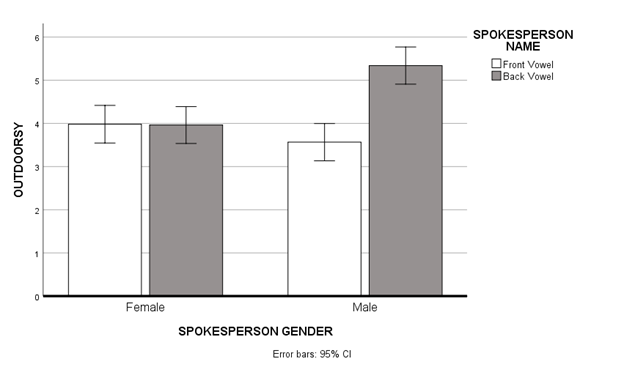 SPOKESPERSON
NAME
Front Vowel
Back Vowel
OUTDOORSY
6
5
4
3
2
1
0
Female
Male
SPOKESPERSON GENDER
Error bars: 95% CI